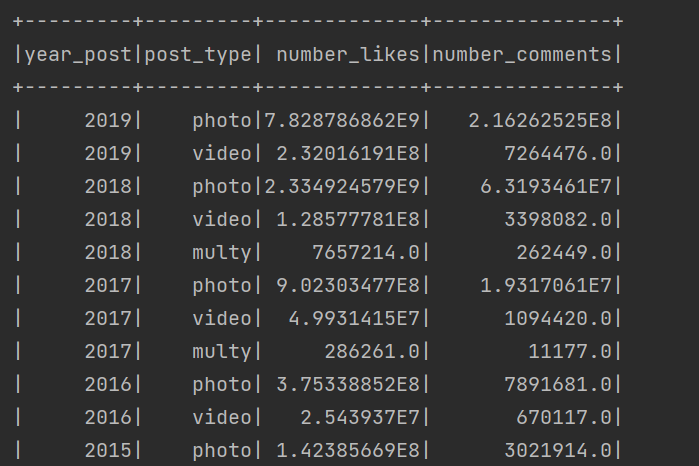 +---------+---------+-------------+---------------+
|year_post|post_type| number_likes|number_comments|
+---------+---------+-------------+---------------+
|     2019|    photo|7.828786862E9|   2.16262525E8|
|     2019|    video| 2.32016191E8|      7264476.0|
|     2018|    photo|2.334924579E9|    6.3193461E7|
|     2018|    video| 1.28577781E8|      3398082.0|
|     2018|    multy|    7657214.0|       262449.0|
|     2017|    photo| 9.02303477E8|    1.9317061E7|
|     2017|    video|  4.9931415E7|      1094420.0|
|     2017|    multy|     286261.0|        11177.0|
|     2016|    photo| 3.75338852E8|      7891681.0|
|     2016|    video|   2.543937E7|       670117.0|
|     2015|    photo| 1.42385669E8|      3021914.0|